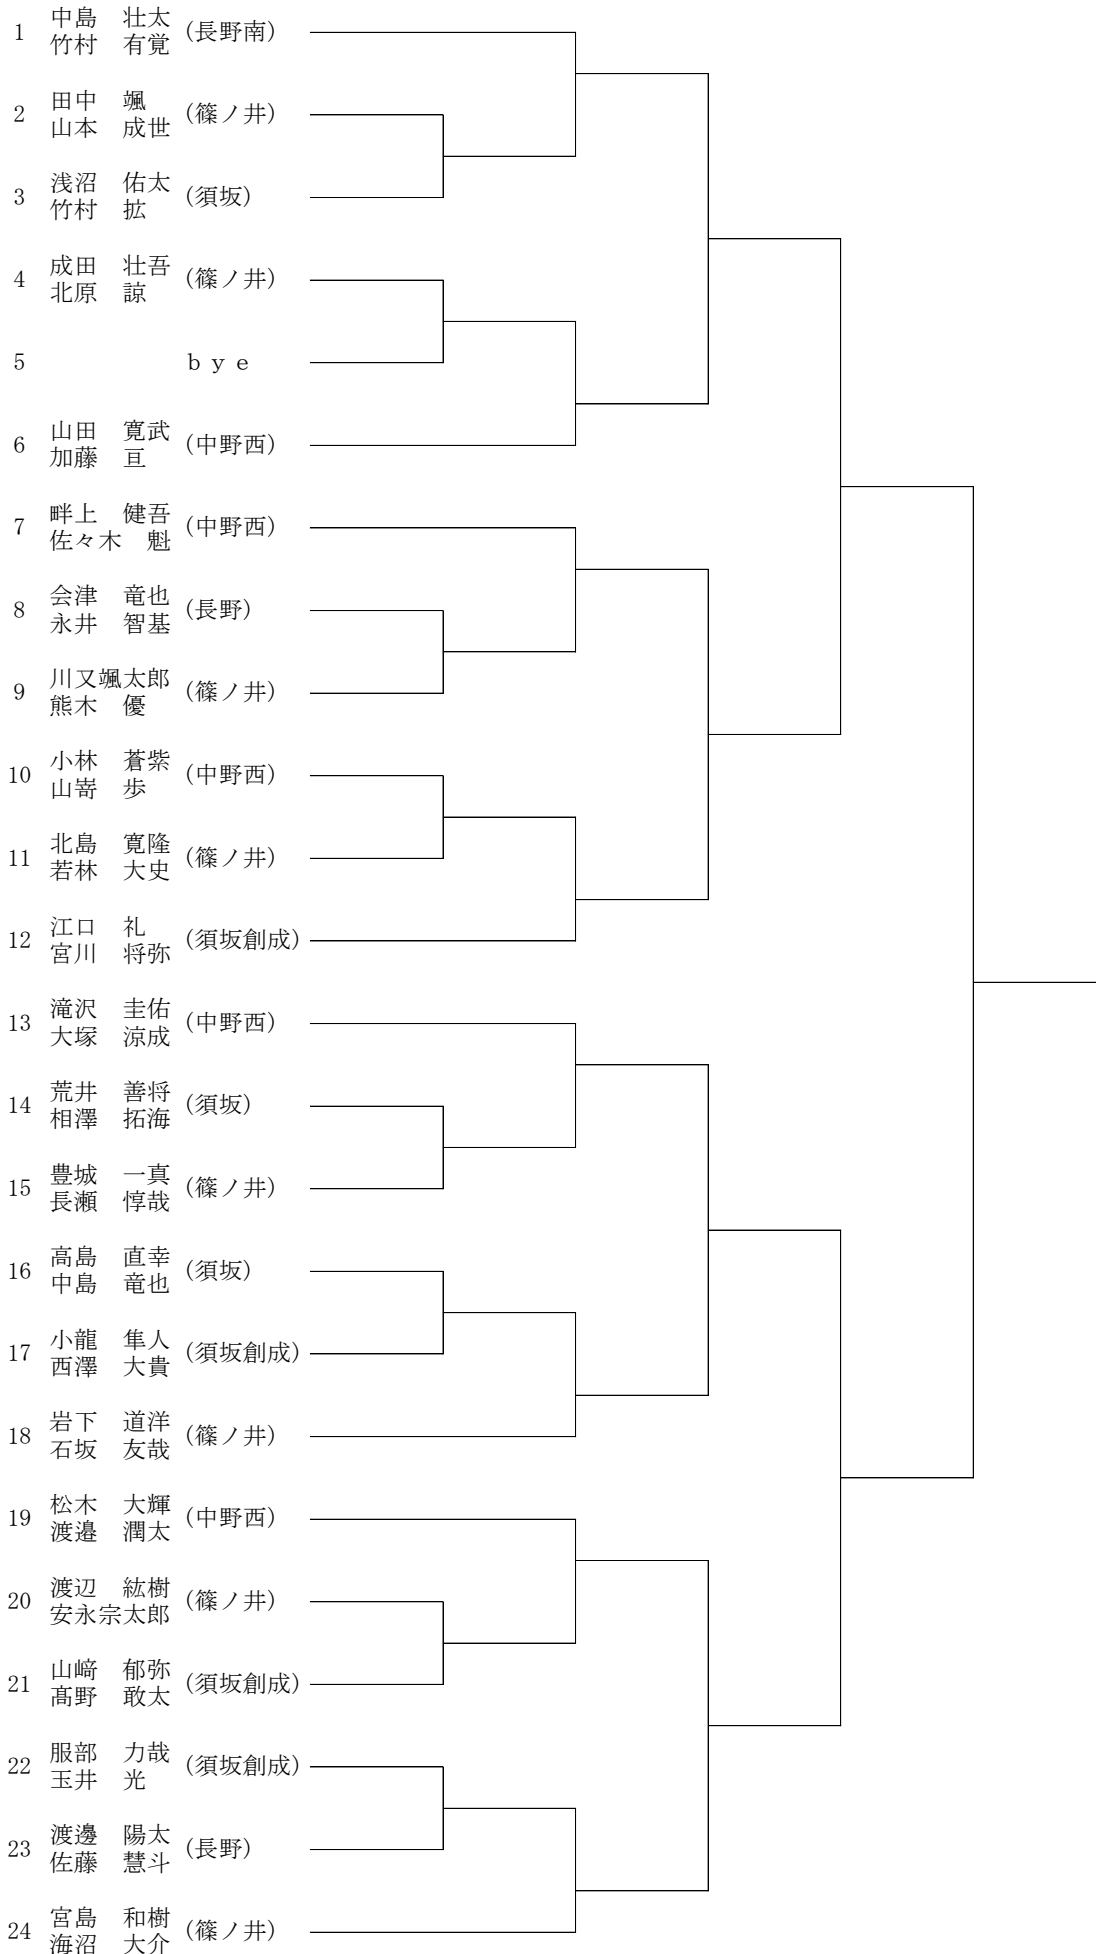 1 中島　壮太 (長野南)
竹村　有覚
2 田中　颯 (篠ノ井)
山本　成世
3 浅沼　佑太 (須坂)
竹村　拡
4 成田　壮吾 (篠ノ井)
北原　諒
5 ｂｙｅ
6 山田　寛武 (中野西)
加藤　亘
7 畔上　健吾 (中野西)
佐々木　魁
8 会津　竜也 (長野)
永井　智基
9 川又颯太郎 (篠ノ井)
熊木　優
10 小林　蒼紫 (中野西)
山嵜　歩
11 北島　寛隆 (篠ノ井)
若林　大史
12 江口　礼 (須坂創成)
宮川　将弥
13 滝沢　圭佑 (中野西)
大塚　涼成
14 荒井　善将 (須坂)
相澤　拓海
15 豊城　一真 (篠ノ井)
長瀬　惇哉
16 高島　直幸 (須坂)
中島　竜也
17 小龍　隼人 (須坂創成)
西澤　大貴
18 岩下　道洋 (篠ノ井)
石坂　友哉
19 松木　大輝 (中野西)
渡邉　潤太
20 渡辺　紘樹 (篠ノ井)
安永宗太郎
21 山﨑　郁弥 (須坂創成)
髙野　敢太
22 服部　力哉 (須坂創成)
玉井　光
23 渡邊　陽太 (長野)
佐藤　慧斗
24 宮島　和樹 (篠ノ井)
海沼　大介